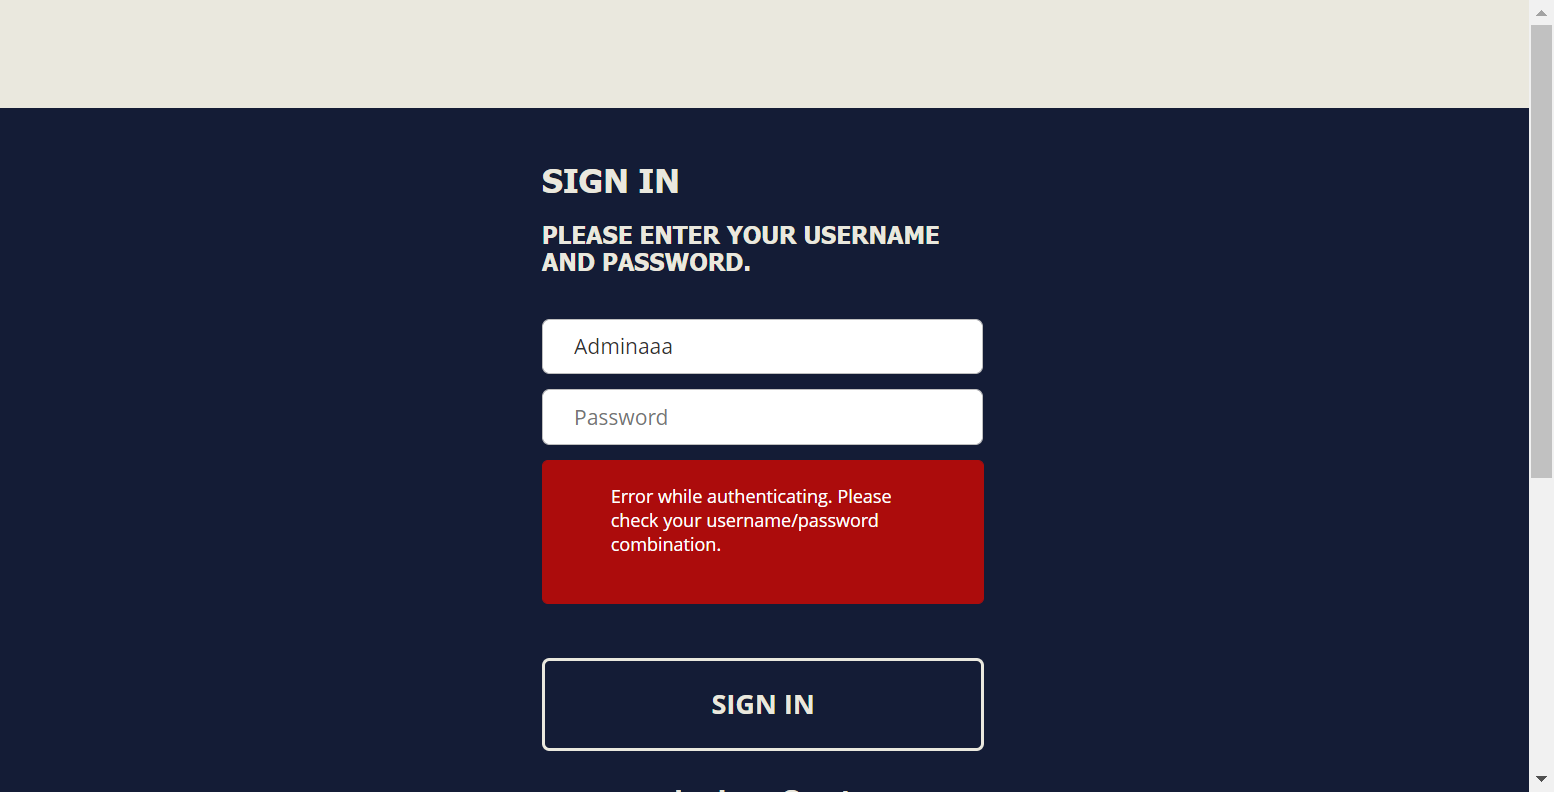 SIGN IN
PLEASE ENTER YOUR USERNAME
AND PASSWORD.
Adminaaa
Password
Error while authenticating. Please
check your username/password
combination.
SIGN IN